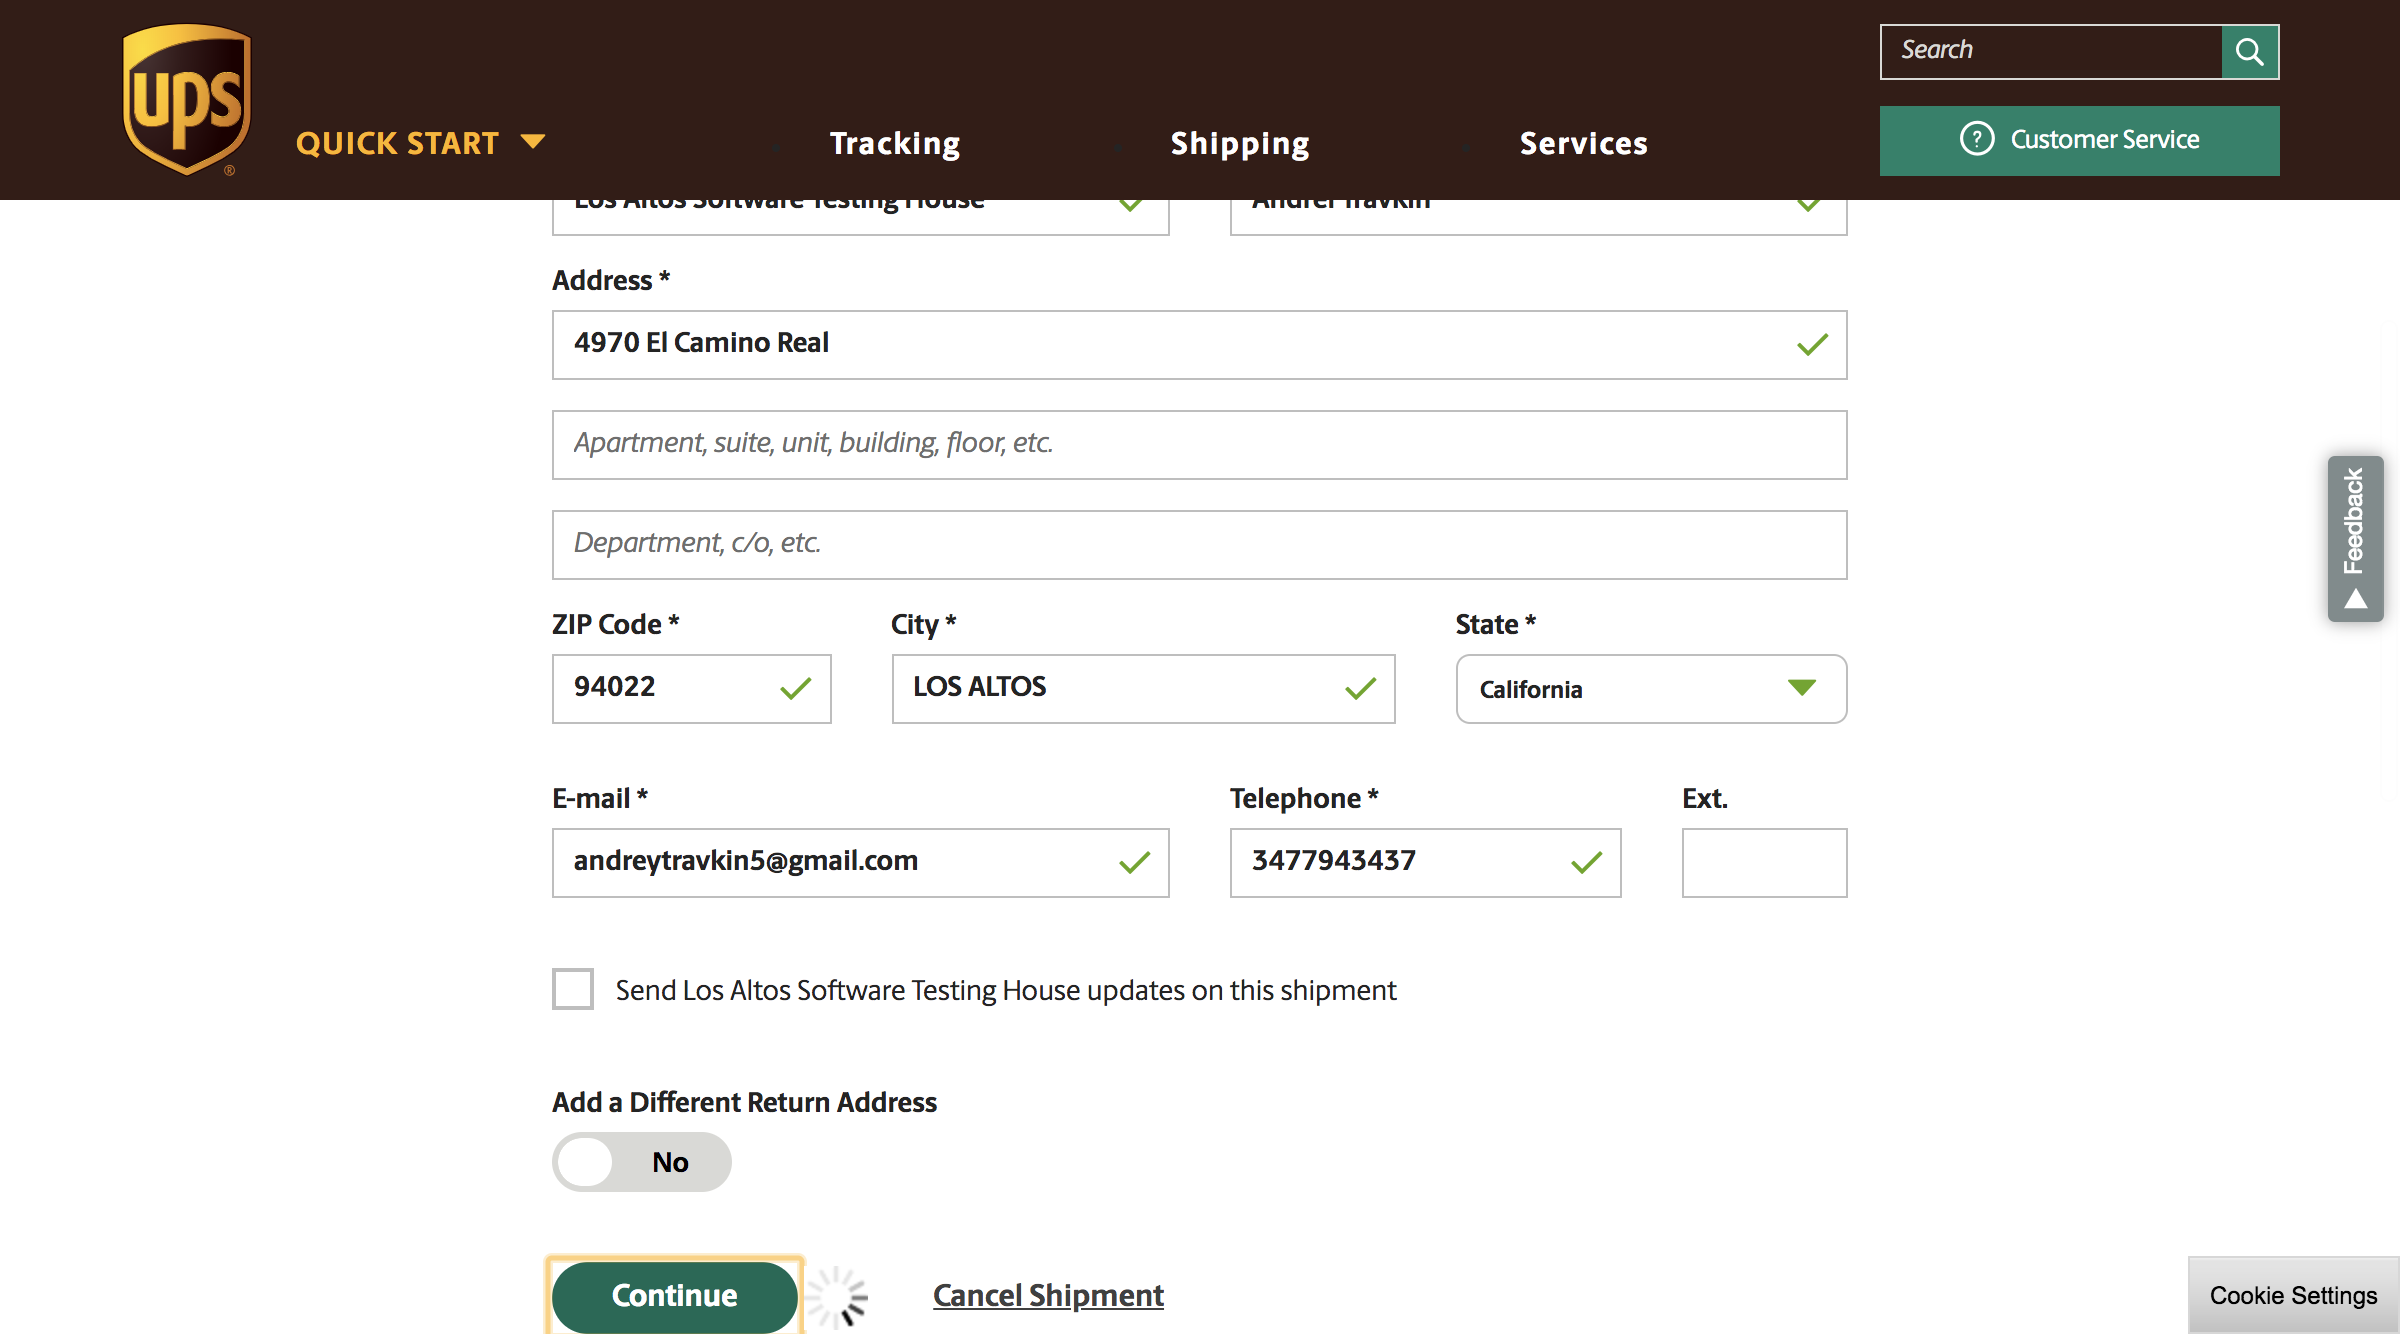 ups
®
QUICK START
Tracking
Shipping
Services
Search
Customer Service
Los Altos Software Testing House
Andrei Travkin
Address *
4970 El Camino Real
Apartment, suite, unit, building, floor, etc.
Department, c/o, etc.
ZIP Code *
City *
State *
94022
LOS ALTOS
California
E-mail *
Telephone *
Ext.
andreytravkin5@gmail.com
3477943437
Send Los Altos Software Testing House updates on this shipment
Add a Different Return Address
No
Continue
Cancel Shipment
Feedback
Cookie Settings